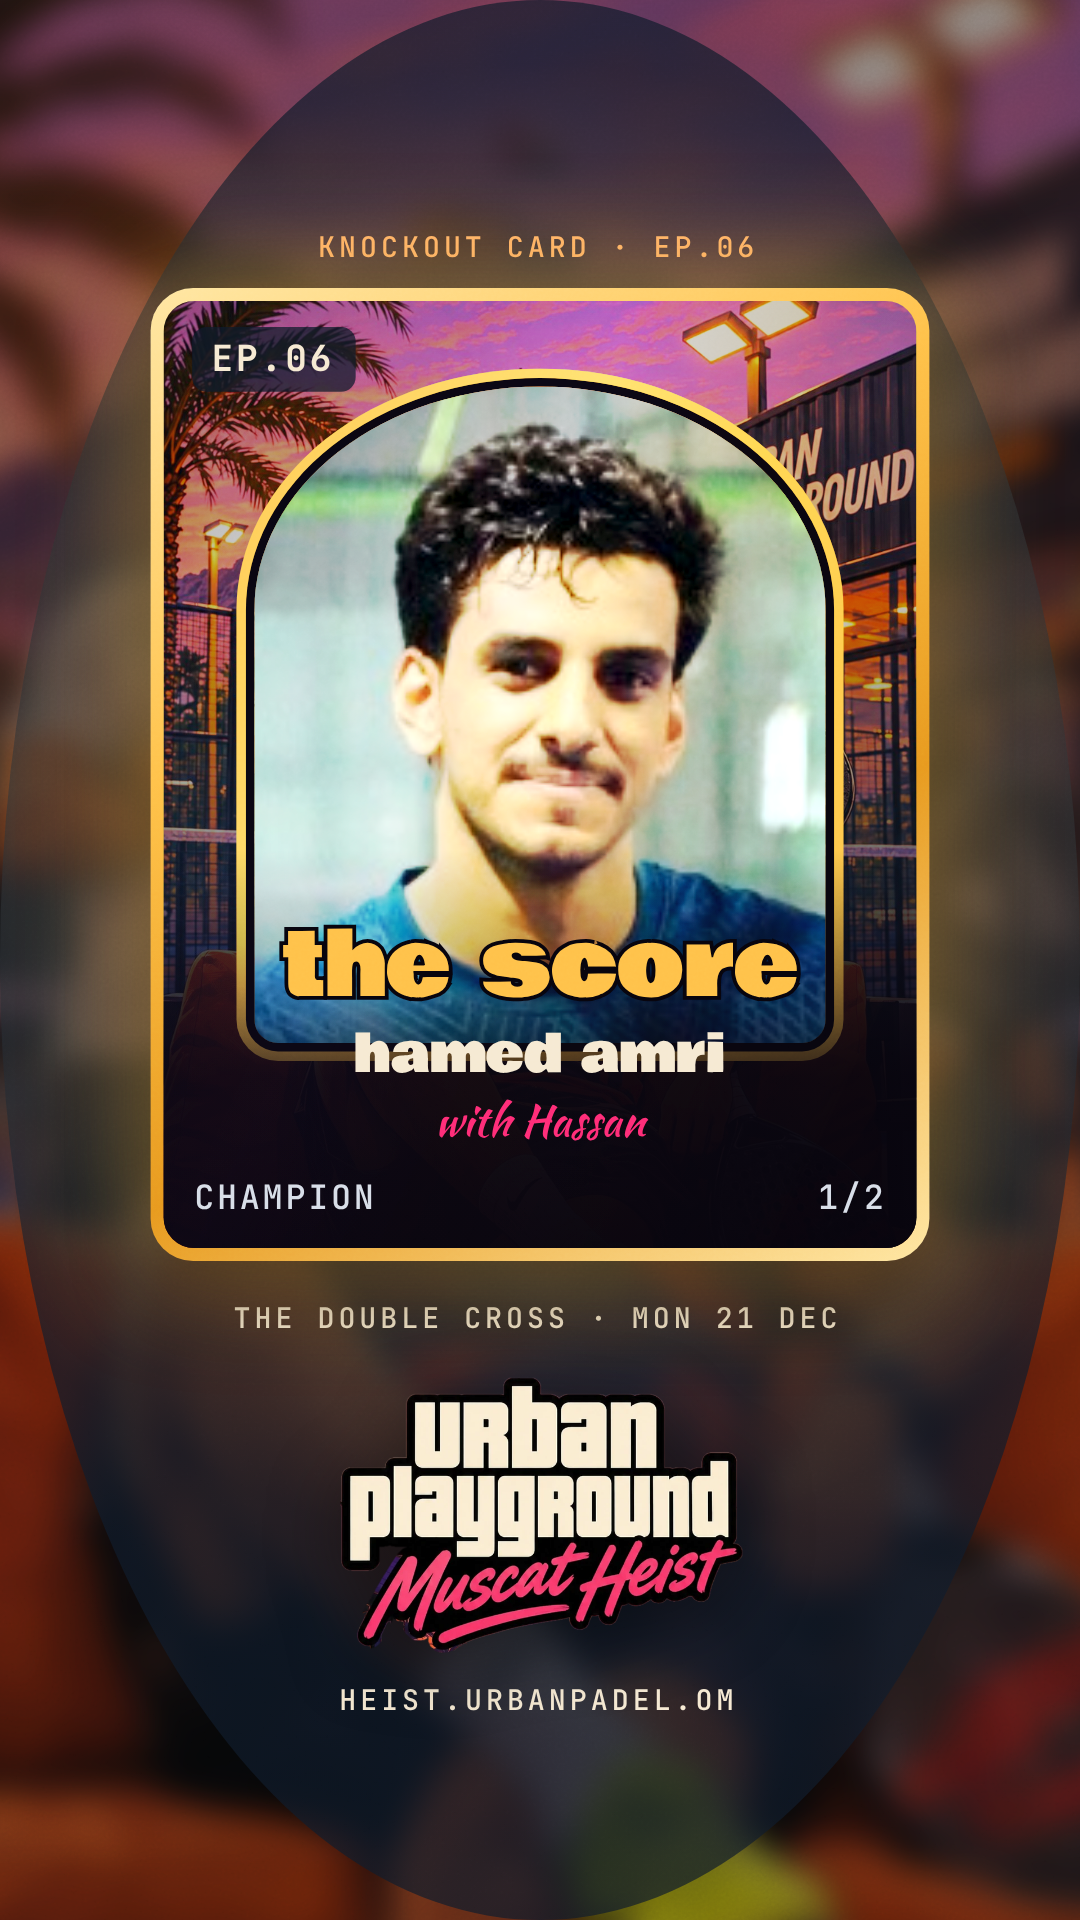 KNOCKOUT CARD · EP.06
EP.06
ROUND
the score
hamed amri
with Hassan
CHAMPION 1/2
THE DOUBLE CROSS · MON 21 DEC
urban
playground
Muscat Heist
HEIST.URBANPADEL.OM